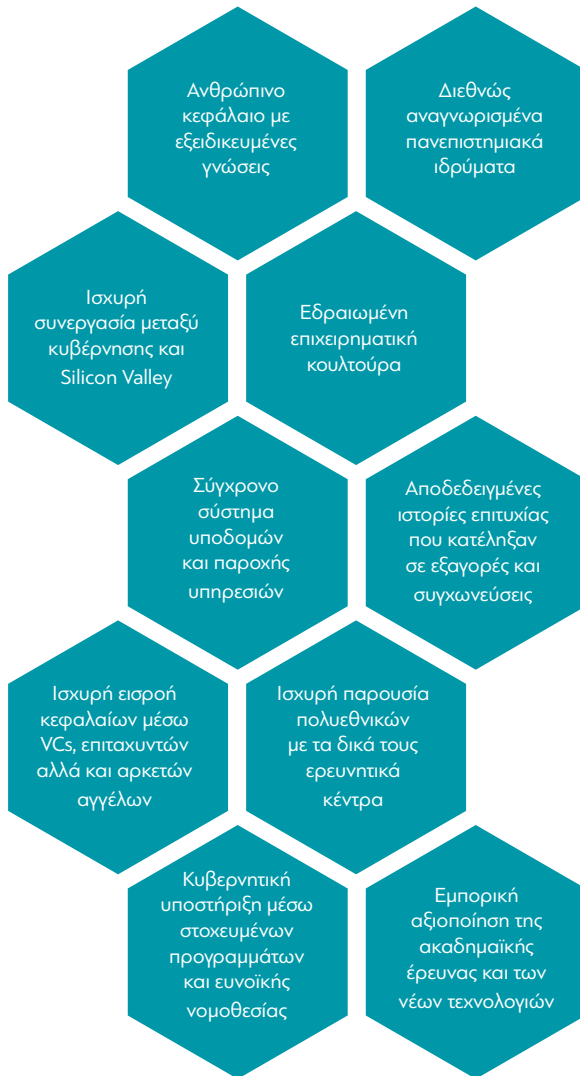 Ανθρώπινο
κεφάλαιο με
εξειδικευμένες
γνώσεις
Διεθνώς
αναγνωρισμένα
πανεπιστημιακά
ιδρύματα
Ισχυρή
συνεργασία μεταξύ
κυβέρνησης και
Silicon Valley
Εδραιωμένη
επιχειρηματική
κουλτούρα
Σύγχρονο
σύστημα
υποδομών
και παροχής
υπηρεσιών
Αποδεδειγμένες
ιστορίες επιτυχίας
που κατέληξαν
σε εξαγορές και
συγχωνεύσεις
Ισχυρή εισροή
κεφαλαίων μέσω
VCs, επιταχυντών
αλλά και αρκετών
αγγέλων
Ισχυρή παρουσία
πολυεθνικών
με τα δικά τους
ερευνητικά
κέντρα
Κυβερνητική
υποστήριξη μέσω
στοχευμένων
προγραμμάτων
και ευνοϊκής
νομοθεσίας
Εμπορική
αξιοποίηση της
ακαδημαϊκής
έρευνας και των
νέων τεχνολογιών